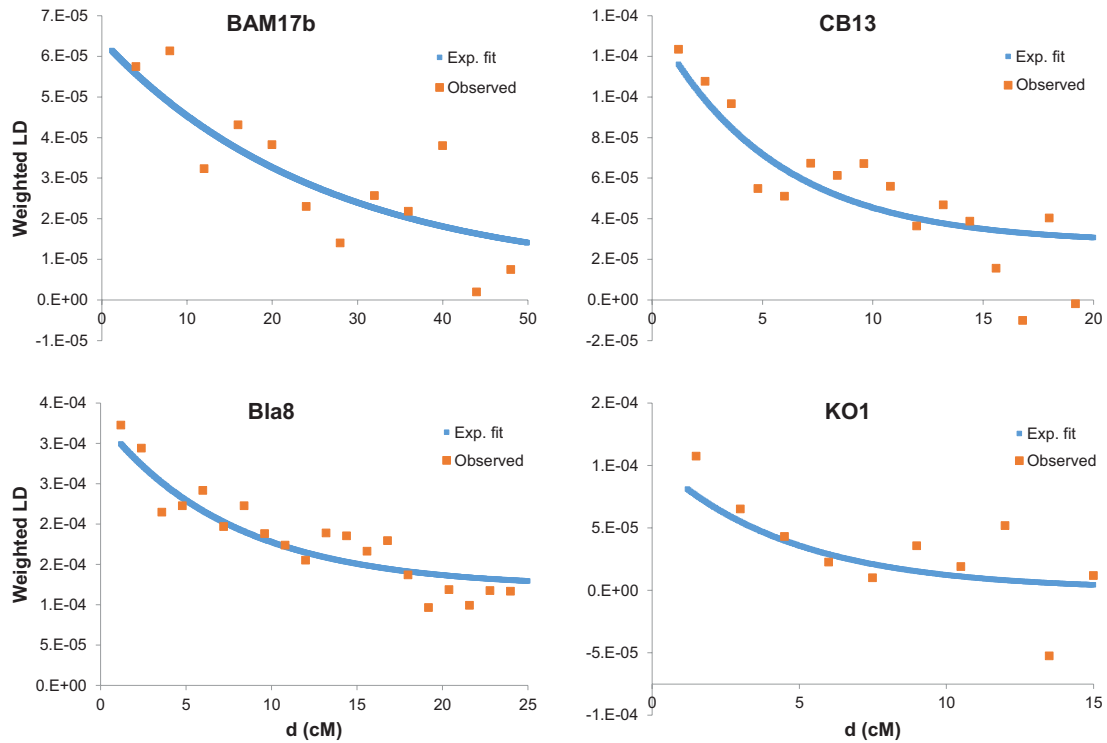 BAM17b
Weighted LD
7.E-05
6.E-05
5.E-05
4.E-05
3.E-05
2.E-05
1.E-05
0.E+00
-1.E-05
0 10 20 30 40 50
Exp. fit
Observed
CB13
1.E-04
1.E-04
1.E-04
8.E-05
6.E-05
4.E-05
2.E-05
0.E+00
-2.E-05
0 5 10 15 20
Exp. fit
Observed
Bla8
Weighted LD
4.E-04
3.E-04
3.E-04
2.E-04
2.E-04
1.E-04
5.E-05
0.E+00
0 5 10 15 20 25
d (cM)
Exp. fit
Observed
KO1
2.E-04
1.E-04
5.E-05
0.E+00
-5.E-05
-1.E-04
0 5 10 15
d (cM)
Exp. fit
Observed